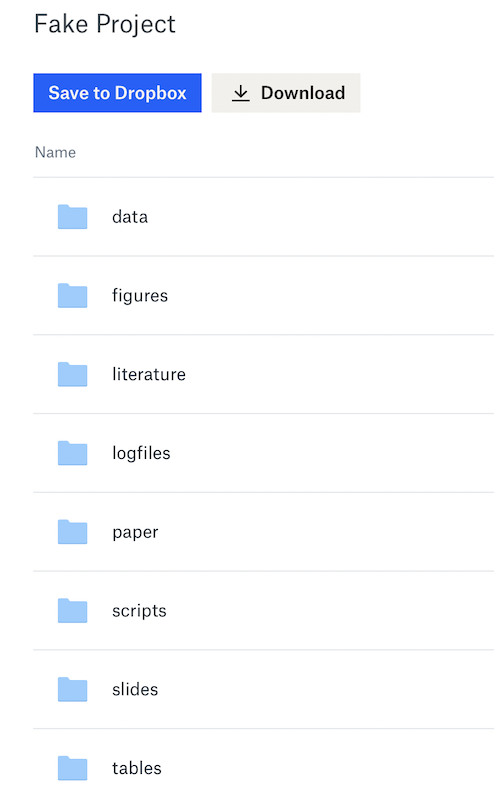 Fake Project
Save to Dropbox Download
Name
data
figures
literature
logfiles
paper
scripts
slides
tables